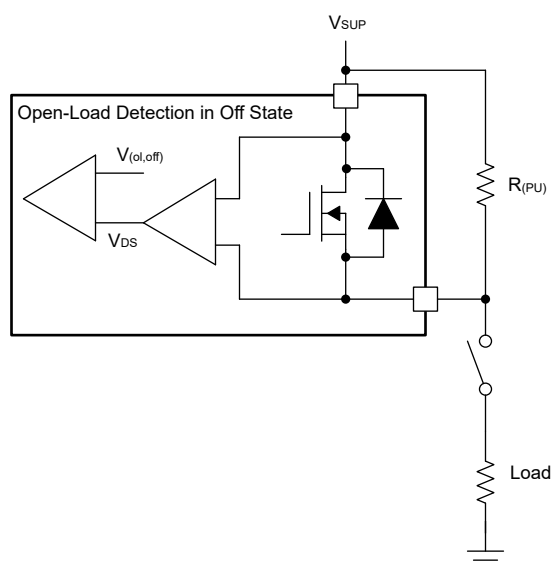 VSUP
Open-Load Detection in Off State
V(ol,off)
VDS
R(PU)
Load